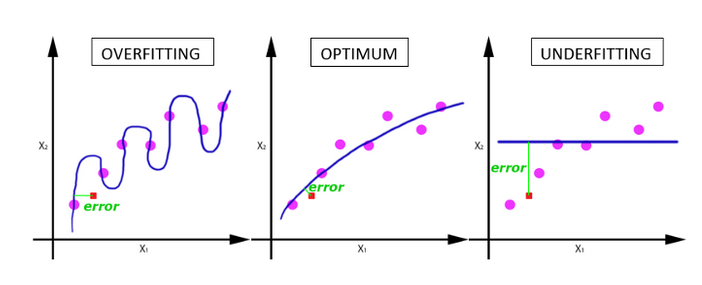 OVERFITTING
X₂
error
X₁
OPTIMUM
X₂
error
X₁
UNDERFITTING
X₂
error
X₁